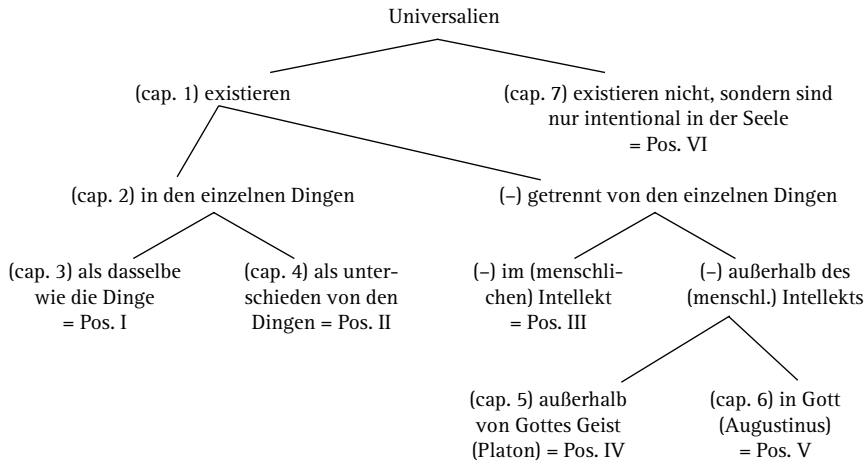 Universalien
(cap. 1) existieren
(cap. 7) existieren nicht, sondern sind
nur intentional in der Seele
= Pos. VI
(cap. 2) in den einzelnen Dingen
(–) getrennt von den einzelnen Dingen
(cap. 3) als dasselbe
wie die Dinge
= Pos. I
(cap. 4) als unter-
schieden von den
Dingen = Pos. II
(–) im (menschli-
chen) Intellekt
= Pos. III
(–) außerhalb des
(menschl.) Intellekts
(cap. 5) außerhalb
von Gottes Geist
(Platon) = Pos. IV
(cap. 6) in Gott
(Augustinus)
= Pos. V